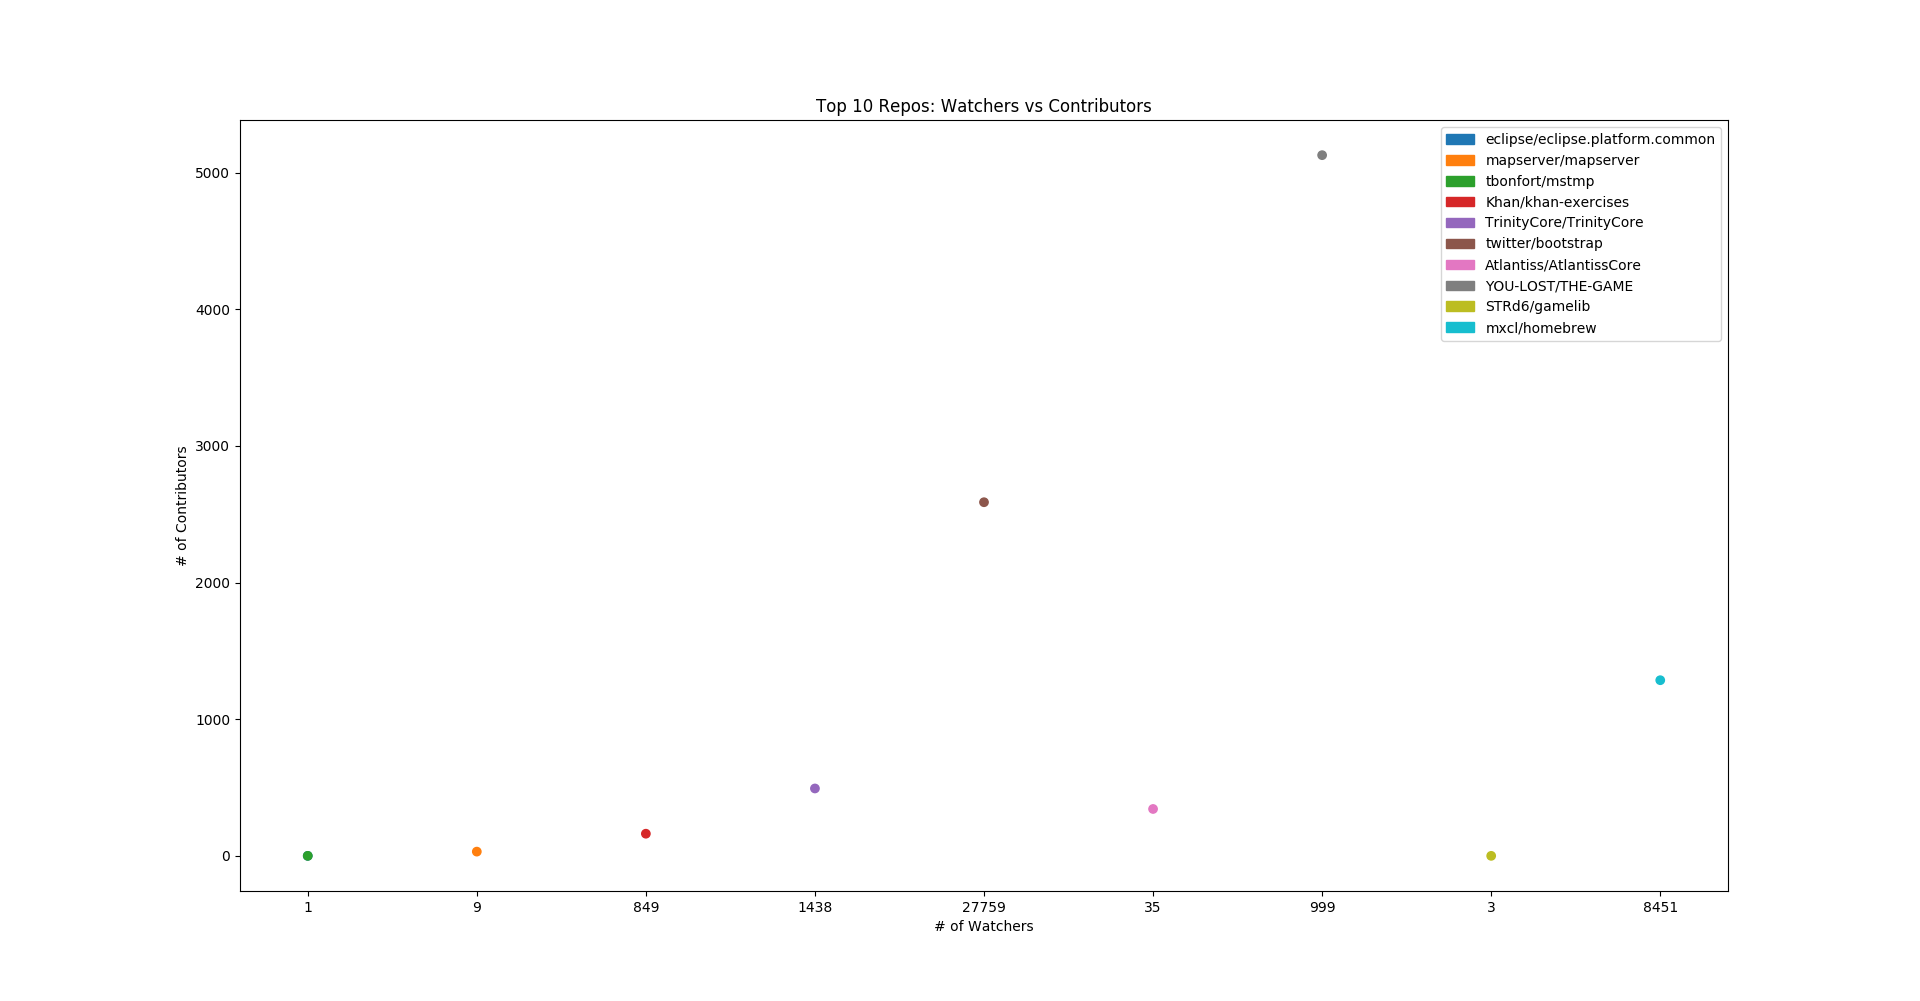 Top 10 Repos: Watchers vs Contributors
eclipse/eclipse.platform.common
mapserver/mapserver
tbonfort/mstmp
Khan/khan-exercises
TrinityCore/TrinityCore
twitter/bootstrap
Atlantiss/AtlantissCore
YOU-LOST/THE-GAME
STRd6/gamelib
mxcl/homebrew
# of Contributors
5000
4000
3000
2000
1000
0
1 9 849 1438 27759 35 999 3 8451
# of Watchers